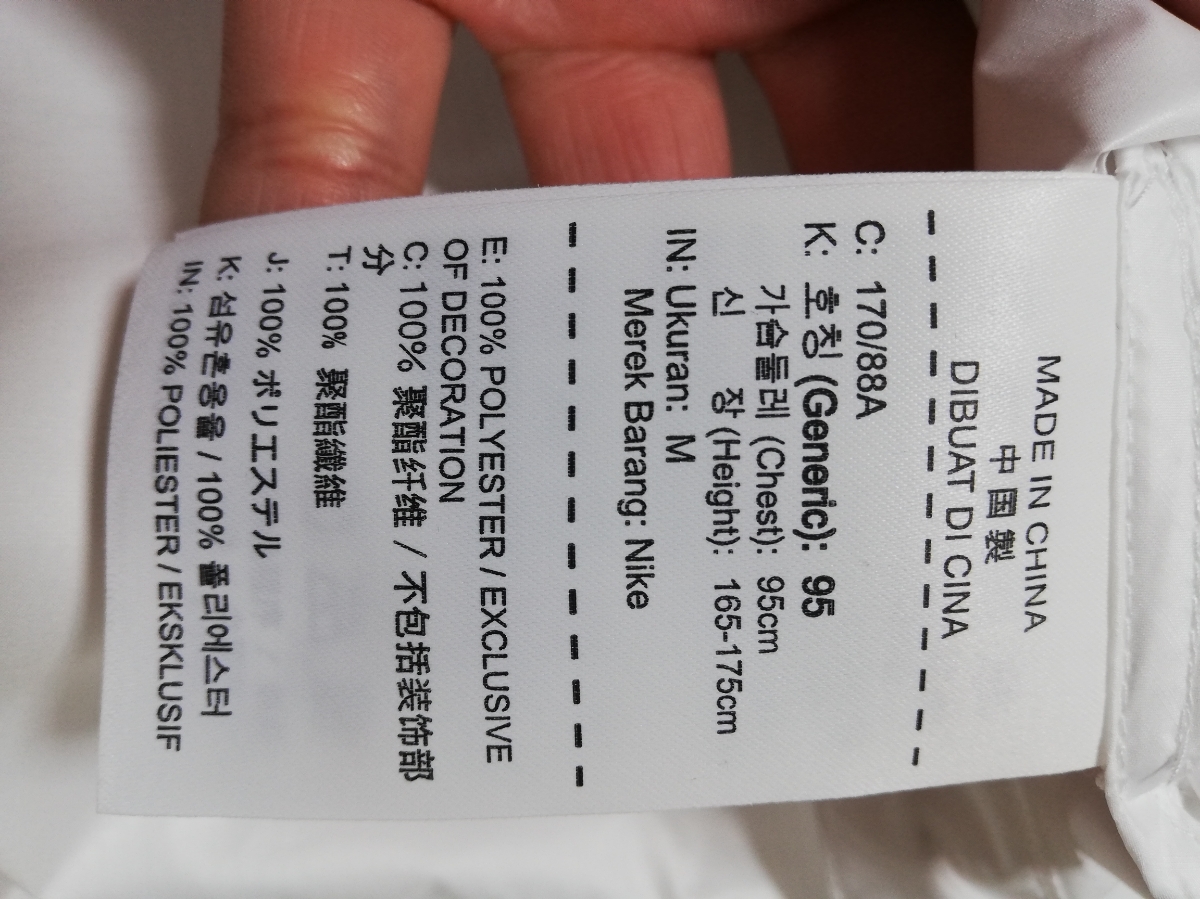 MADE IN CHINA
中国製
DIBUAT DI CINA
C: 170/88A
K: 호칭 (Generic): 95
가슴둘레 (Chest): 95cm
신 장 (Height): 165-175cm
IN: Ukuran: M
Merek Barang: Nike
E: 100% POLYESTER / EXCLUSIVE
OF DECORATION
C: 100% 聚酯纤维 / 不包括装饰部
分
T: 100% 聚酯纖維
J: 100% ポリエステル
K: 섬유혼용율 / 100% 폴리에스터
IN: 100% POLIESTER / EKSKLUSIF